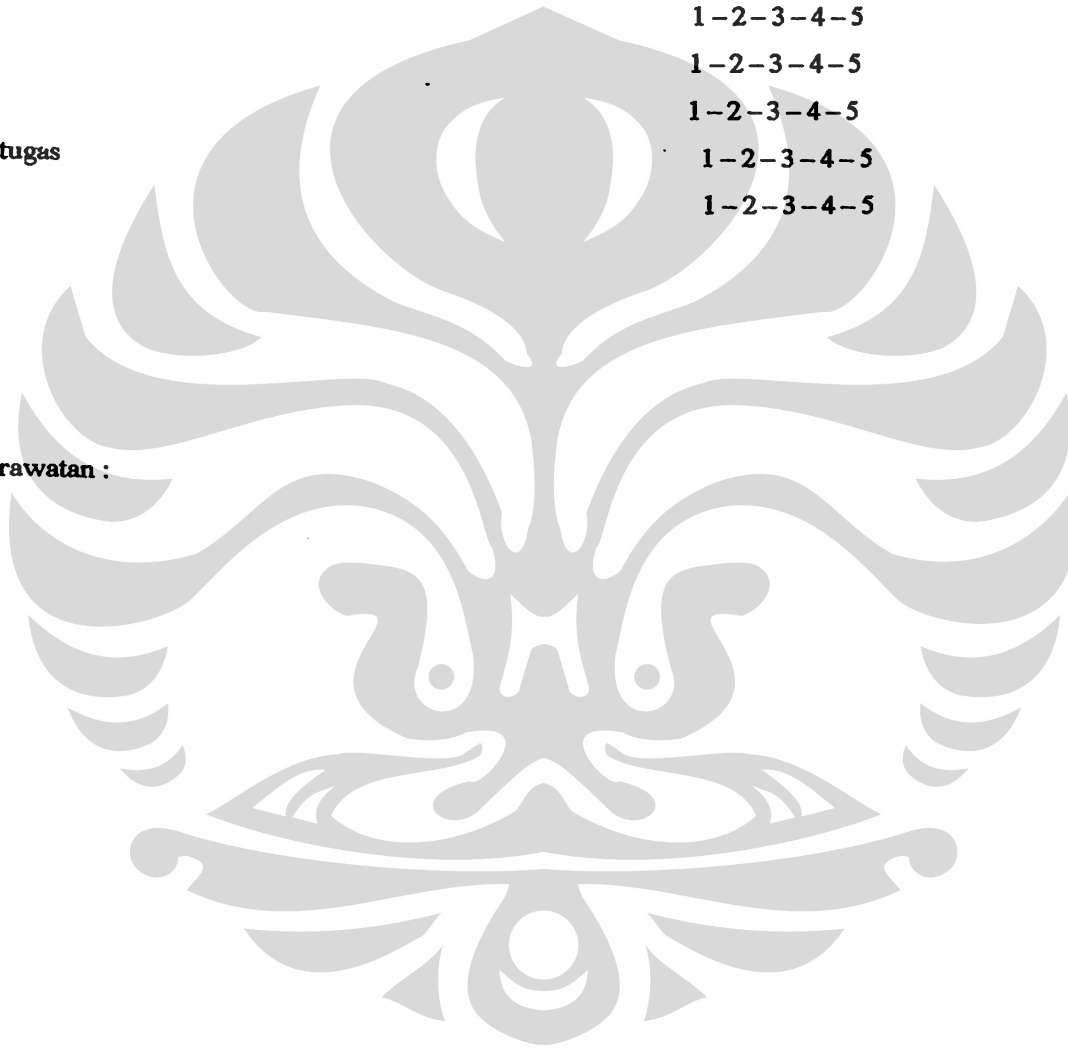 1 – 2 – 3 – 4 – 5
1 – 2 – 3 – 4 – 5
1 – 2 – 3 – 4 – 5
tugas 1 – 2 – 3 – 4 – 5
1 – 2 – 3 – 4 – 5
rawatan :